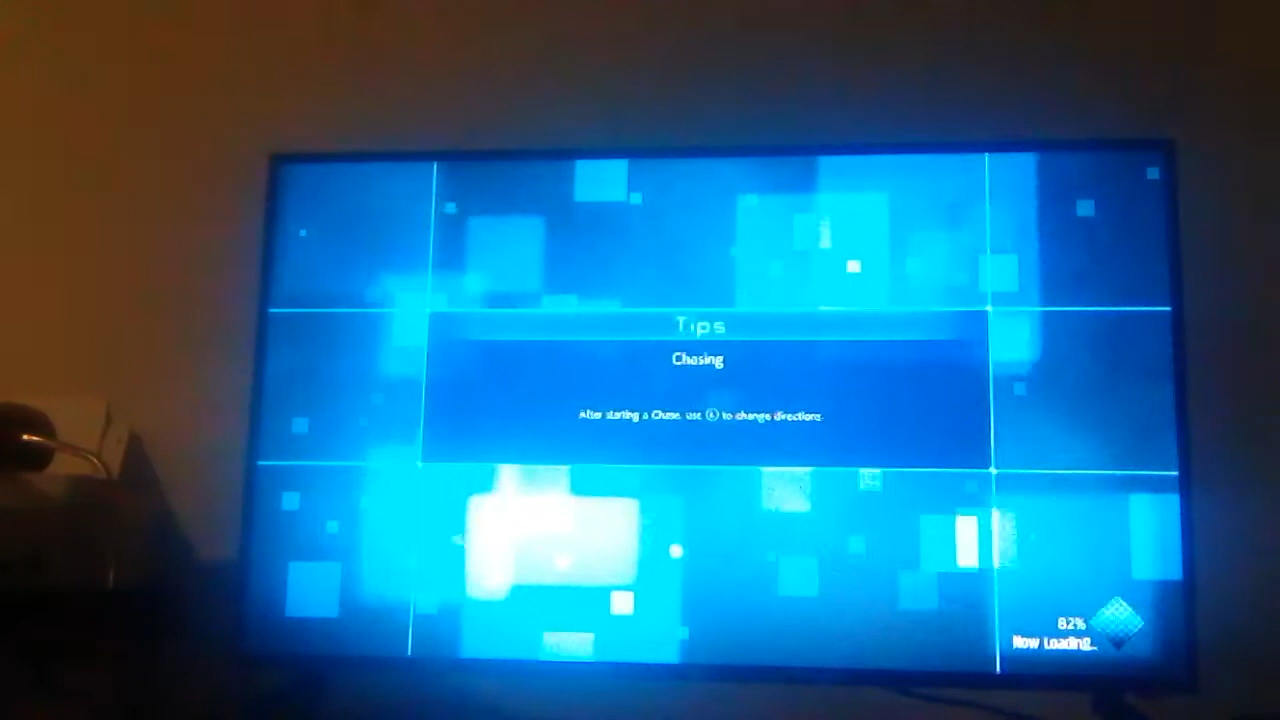 Tips
Chasing
After starting a Chase, use Ⓛ to change directions.
82%
Now Loading...